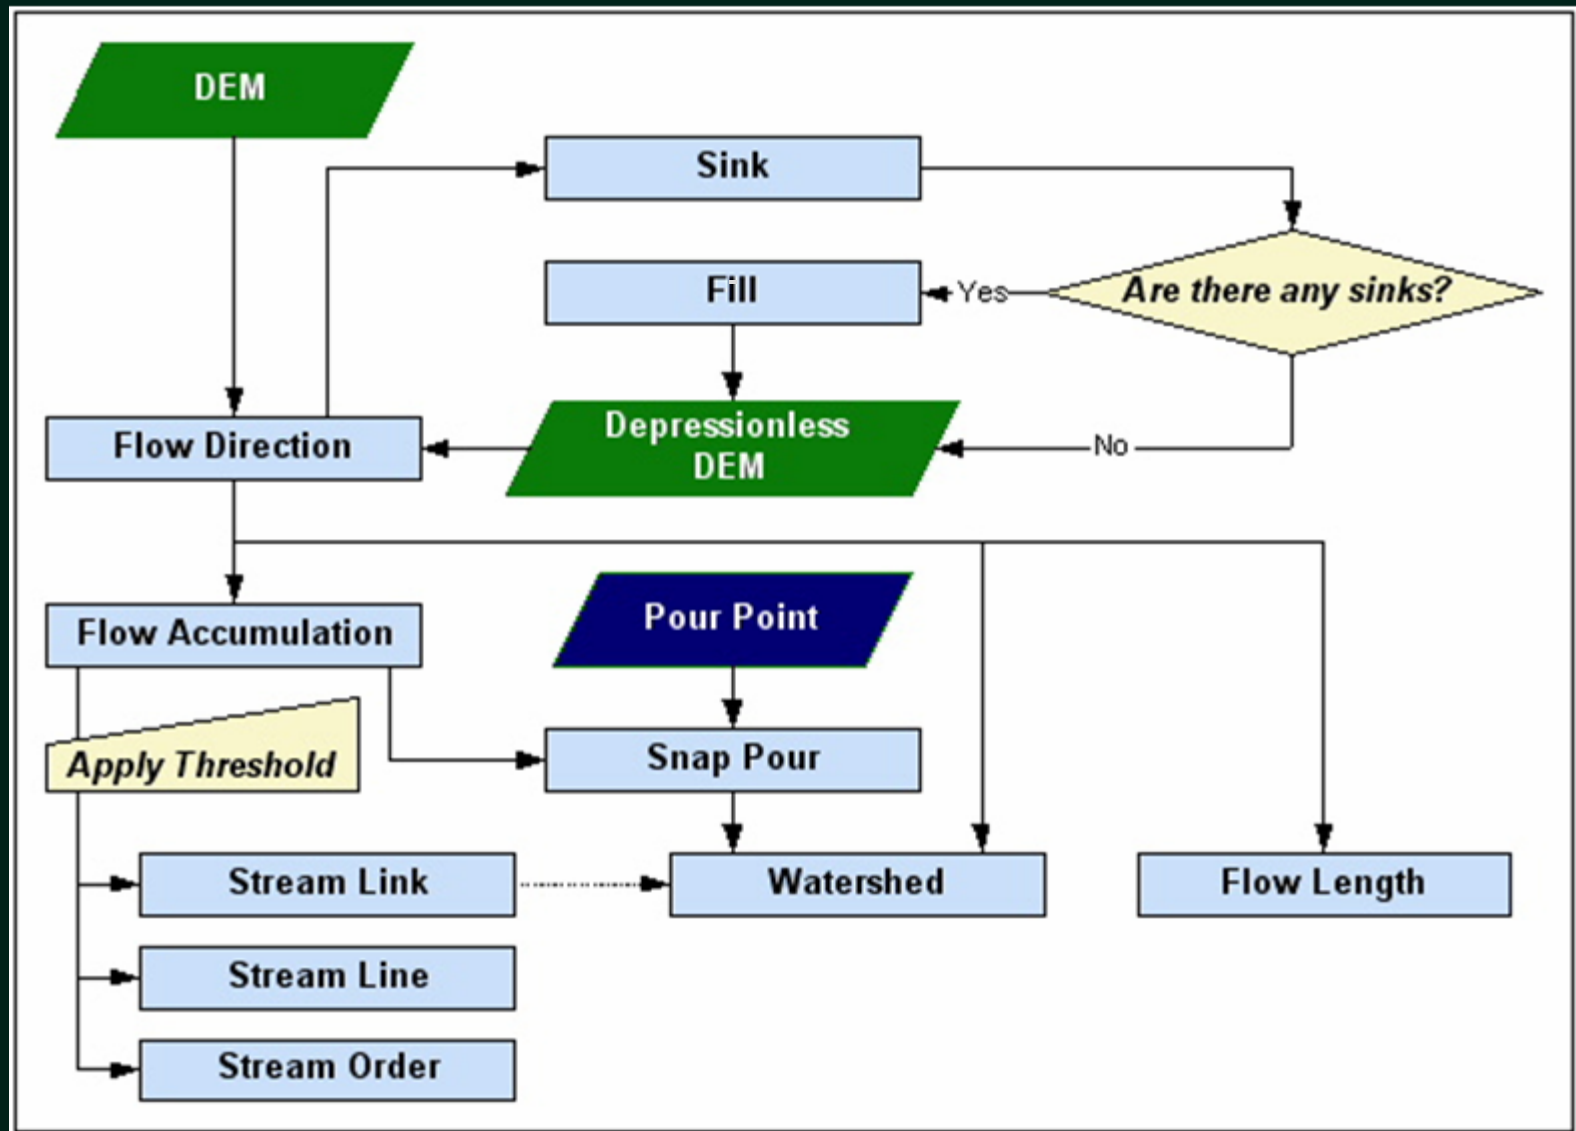 DEM
Sink
Fill
Yes
Are there any sinks?
Flow Direction
Depressionless
DEM
No
Flow Accumulation
Pour Point
Apply Threshold
Snap Pour
Stream Link
Watershed
Flow Length
Stream Line
Stream Order